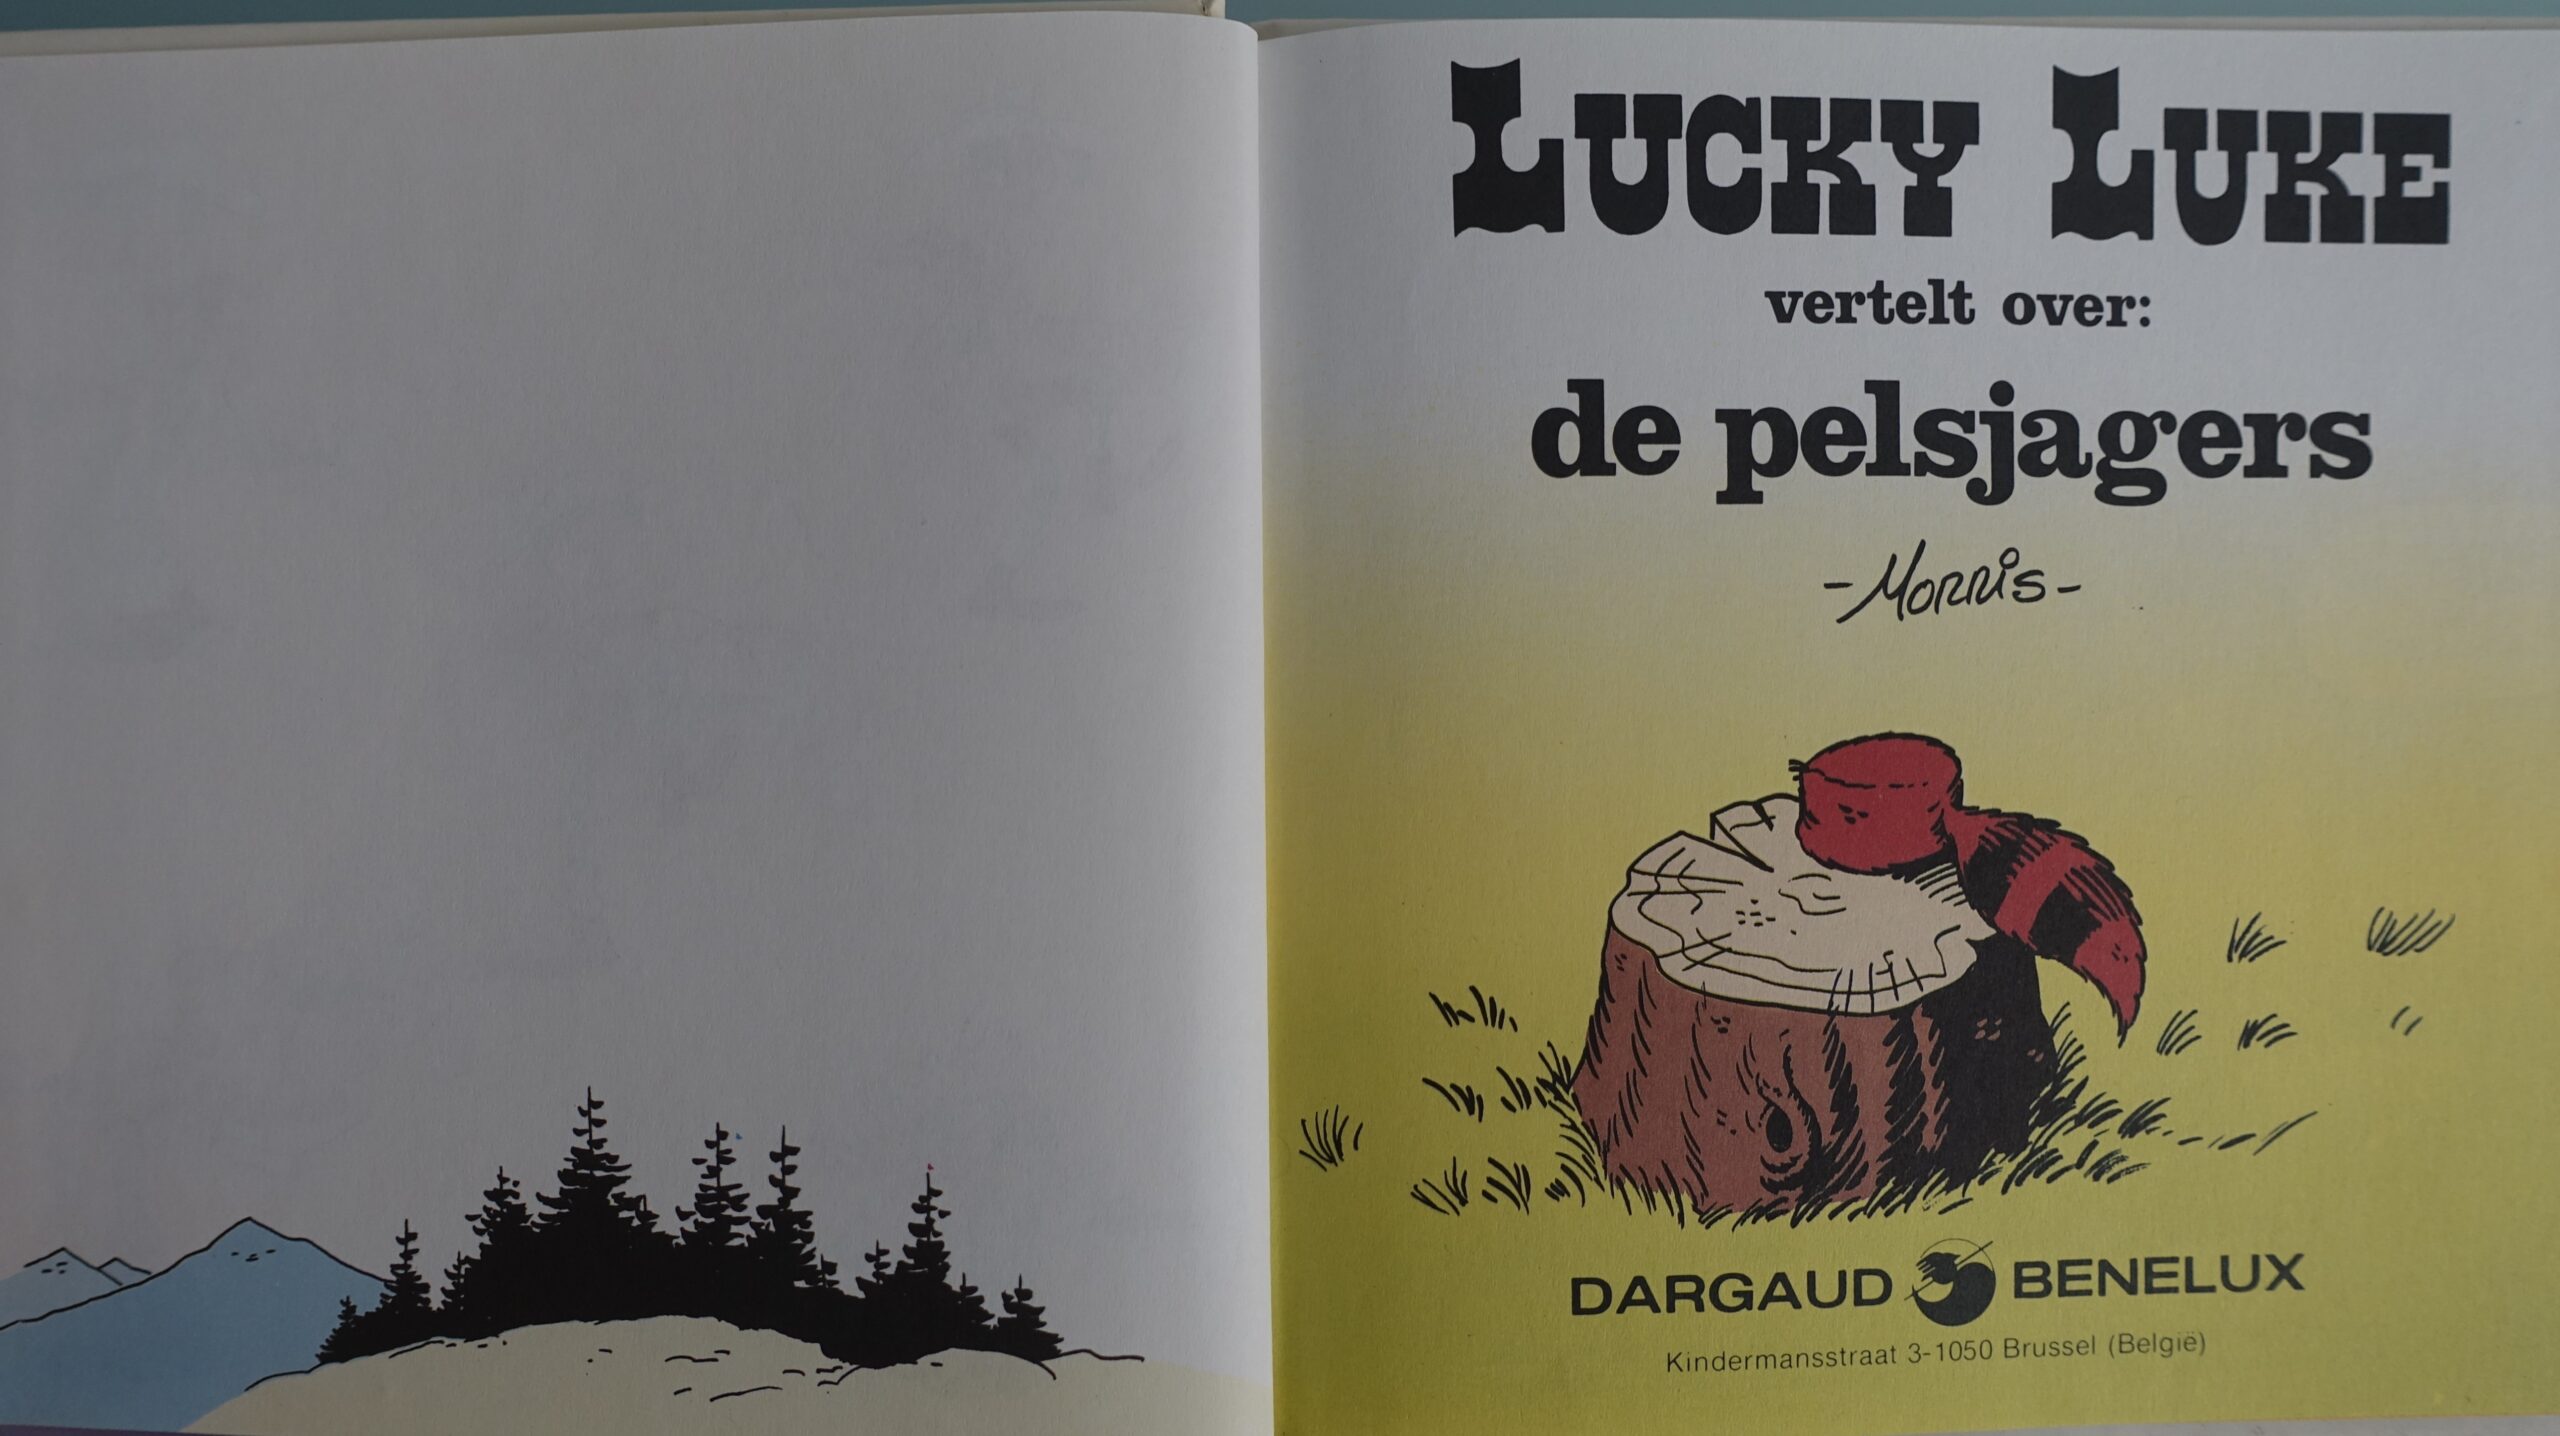 LUCKY LUKE
vertelt over:
de pelsjagers
-Morris-
DARGAUD BENELUX
Kindermansstraat 3-1050 Brussel (België)